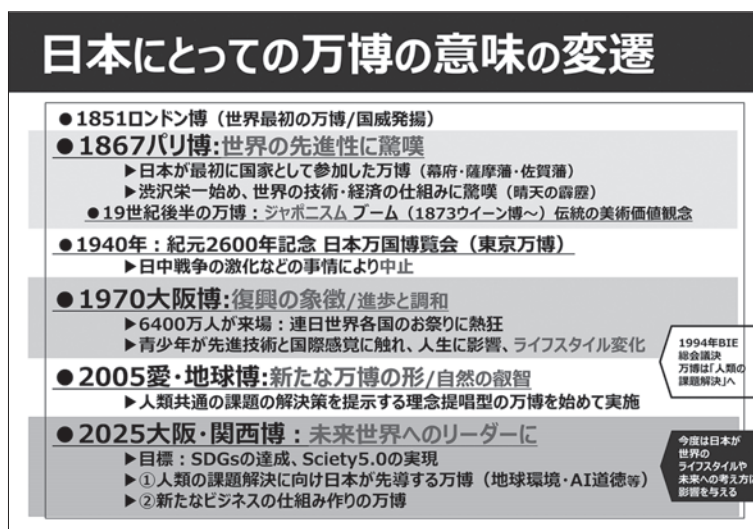 日本にとっての万博の意味の変遷
●1851ロンドン博（世界最初の万博/国威発揚）
●1867パリ博:世界の先進性に驚嘆
▶日本が最初に国家として参加した万博（幕府･薩摩藩･佐賀藩）
▶渋沢栄一始め、世界の技術･経済の仕組みに驚嘆（晴天の霹靂）
●19世紀後半の万博：ジャポニスム ブーム（1873ウイーン博～）伝統の美術価値観念
●1940年：紀元2600年記念 日本万国博覧会（東京万博）
▶日中戦争の激化などの事情により中止
●1970大阪博:復興の象徴/進歩と調和
▶6400万人が来場：連日世界各国のお祭りに熱狂
▶青少年が先進技術と国際感覚に触れ、人生に影響、ライフスタイル変化
1994年BIE
総会議決
万博は｢人類の
課題解決｣へ
●2005愛･地球博:新たな万博の形/自然の叡智
▶人類共通の課題の解決策を提示する理念提唱型の万博を始めて実施
●2025大阪･関西博：未来世界へのリーダーに
▶目標：SDGsの達成、Sciety5.0の実現
▶①人類の課題解決に向け日本が先導する万博（地球環境･AI道徳等）
▶②新たなビジネスの仕組み作りの万博
今度は日本が
世界の
ライフスタイルや
未来への考え方に
影響を与える